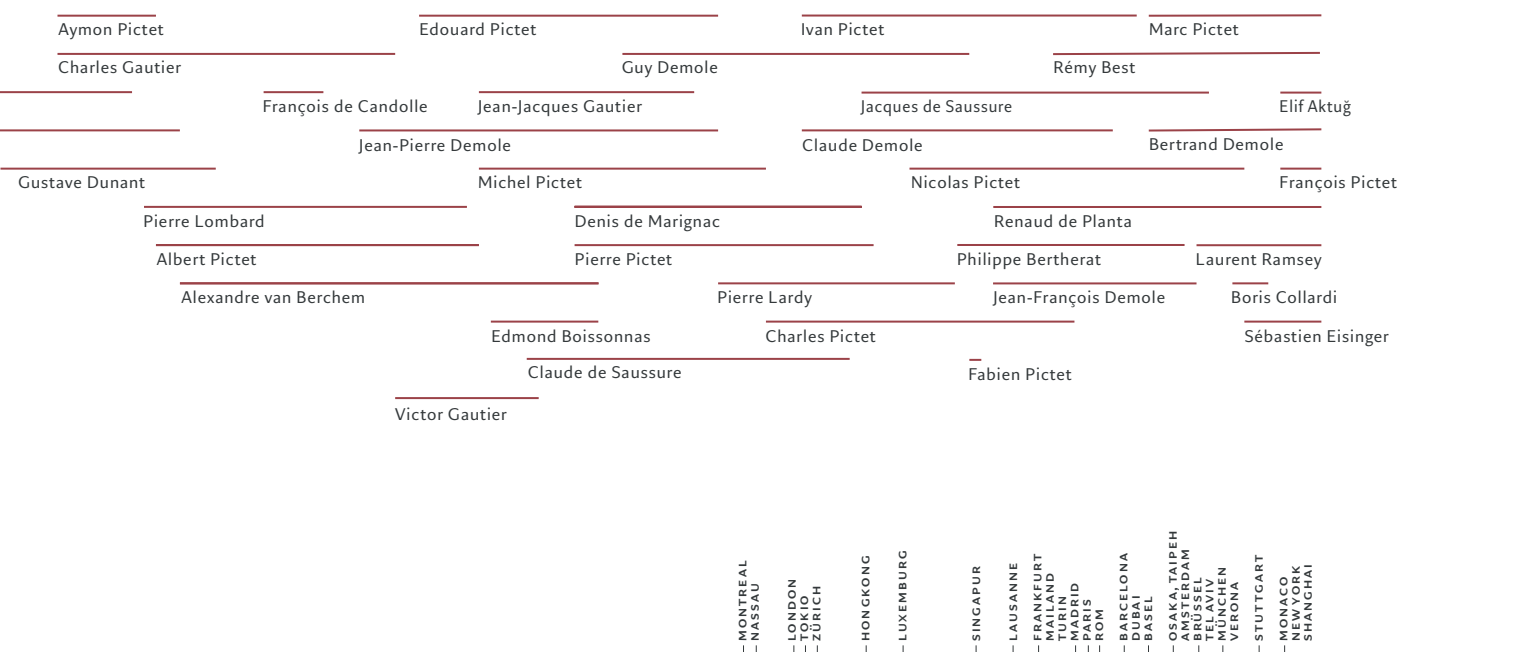 Aymon Pictet
Edouard Pictet
Ivan Pictet
Marc Pictet
Charles Gautier
Guy Demole
Rémy Best
François de Candolle
Jean-Jacques Gautier
Jacques de Saussure
Elif Aktuğ
Jean-Pierre Demole
Claude Demole
Bertrand Demole
Gustave Dunant
Michel Pictet
Nicolas Pictet
François Pictet
Pierre Lombard
Denis de Marignac
Renaud de Planta
Albert Pictet
Pierre Pictet
Philippe Bertherat
Laurent Ramsey
Alexandre van Berchem
Pierre Lardy
Jean-François Demole
Boris Collardi
Edmond Boissonnas
Charles Pictet
Sébastien Eisinger
Claude de Saussure
Fabien Pictet
Victor Gautier
MONTREAL
NASSAU
LONDON
TOKIO
ZÜRICH
HONGKONG
LUXEMBURG
SINGAPUR
LAUSANNE
FRANKFURT
MAILAND
TURIN
MADRID
PARIS
ROM
BARCELONA
DUBAI
BASEL
OSAKA, TAIPEH
AMSTERDAM
BRÜSSEL
TEL AVIV
MÜNCHEN
VERONA
STUTTGART
MONACO
NEW YORK
SHANGHAI